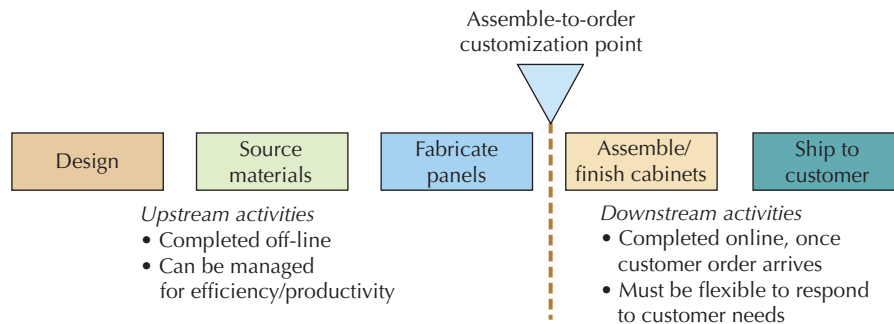 Assemble-to-order
customization point
Design
Source
materials
Fabricate
panels
Assemble/
finish cabinets
Ship to
customer
Upstream activities
• Completed off-line
• Can be managed
for efficiency/productivity
Downstream activities
• Completed online, once
customer order arrives
• Must be flexible to respond
to customer needs